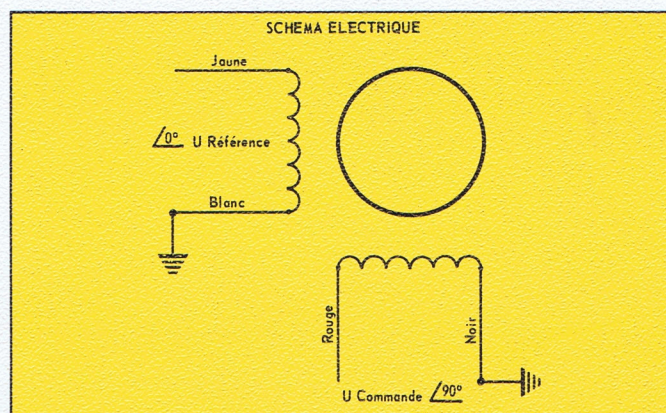 SCHEMA ELECTRIQUE
Jaune
∠0° U Référence
Blanc
Rouge
Noir
U Commande ∠90°